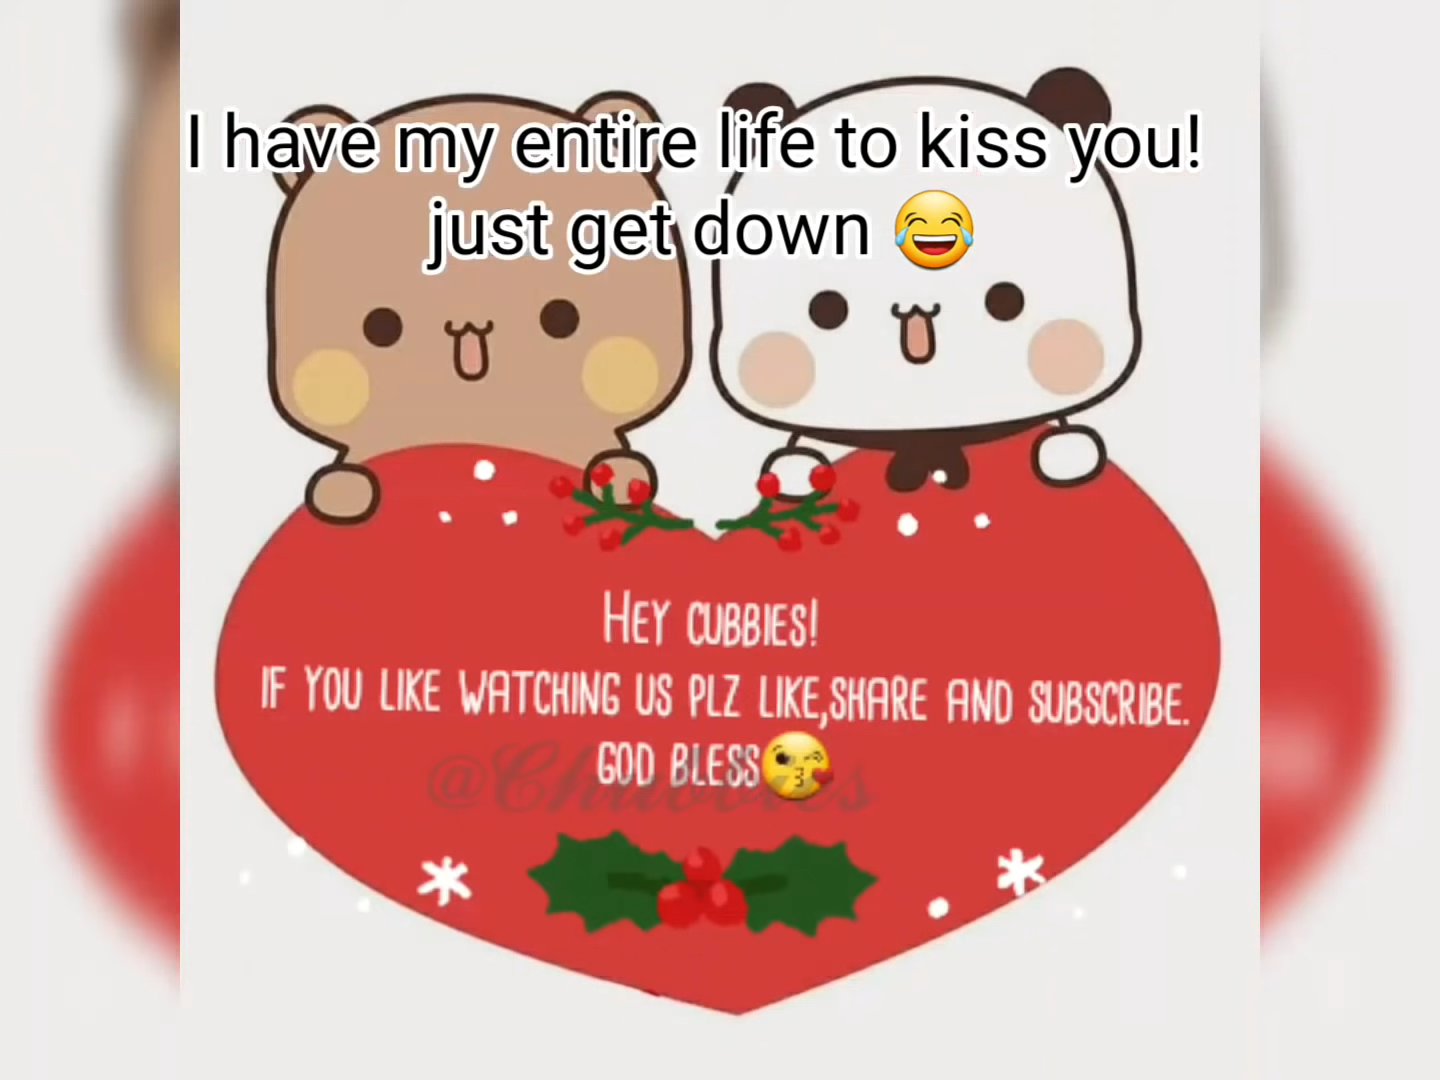 I have my entire life to kiss you!
just get down 😂
HEY CUBBIES!
IF YOU LIKE WATCHING US PLZ LIKE,SHARE AND SUBSCRIBE.
GOD BLESS😘
@Chubbies